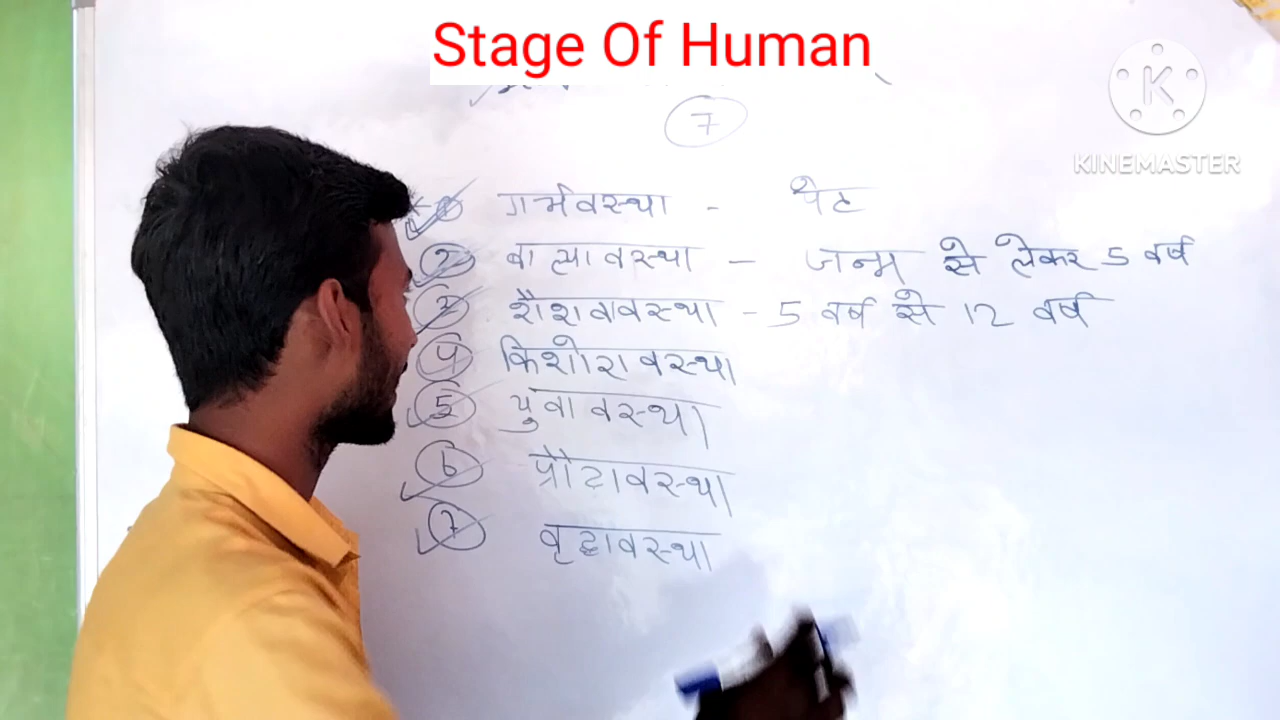 Stage Of Human
7
KINEMASTER
1 गर्भवस्था - पेट
2 बाल्यावस्था - जन्म से लेकर 5 वर्ष
3 शैशवावस्था - 5 वर्ष से 12 वर्ष
4 किशोरावस्था
5 युवावस्था
6 प्रौढावस्था
7 वृद्धावस्था